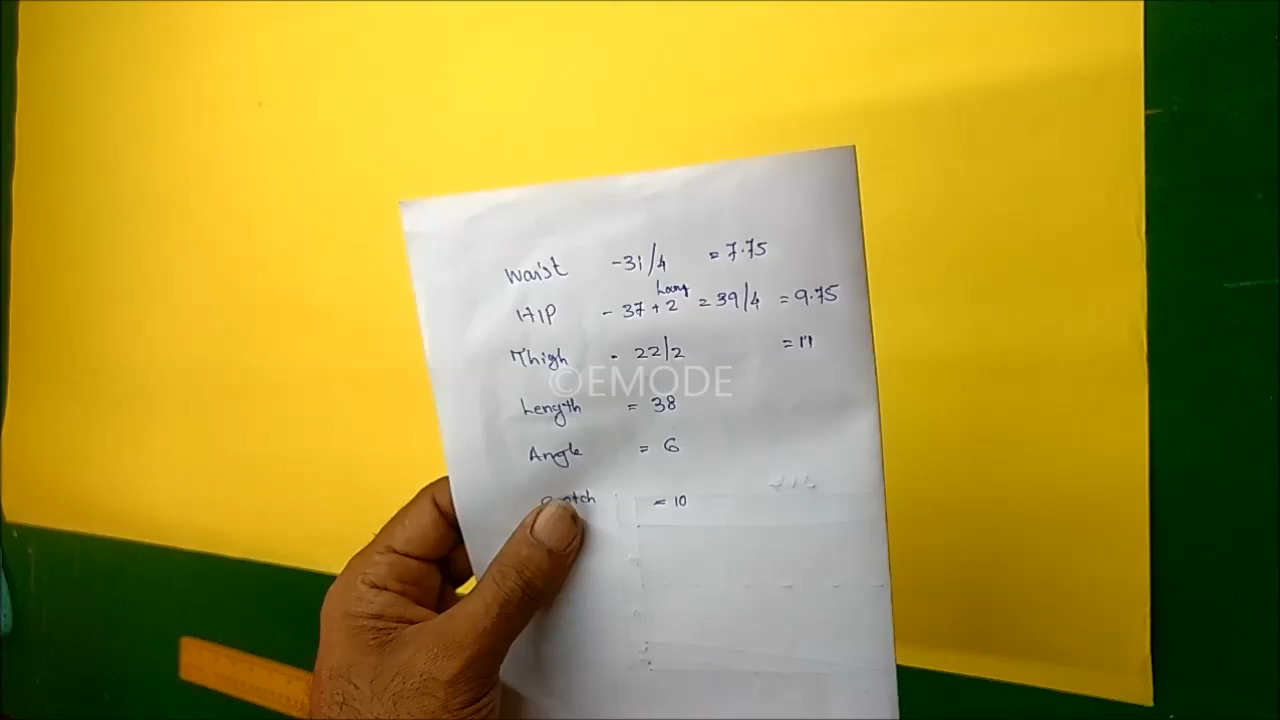 Waist - 31/4 = 7.75
Loosy
HIP - 37 + 2 = 39/4 = 9.75
Thigh - 22/2 = 11
©EMODE
Length = 38
Angle = 6
= 10